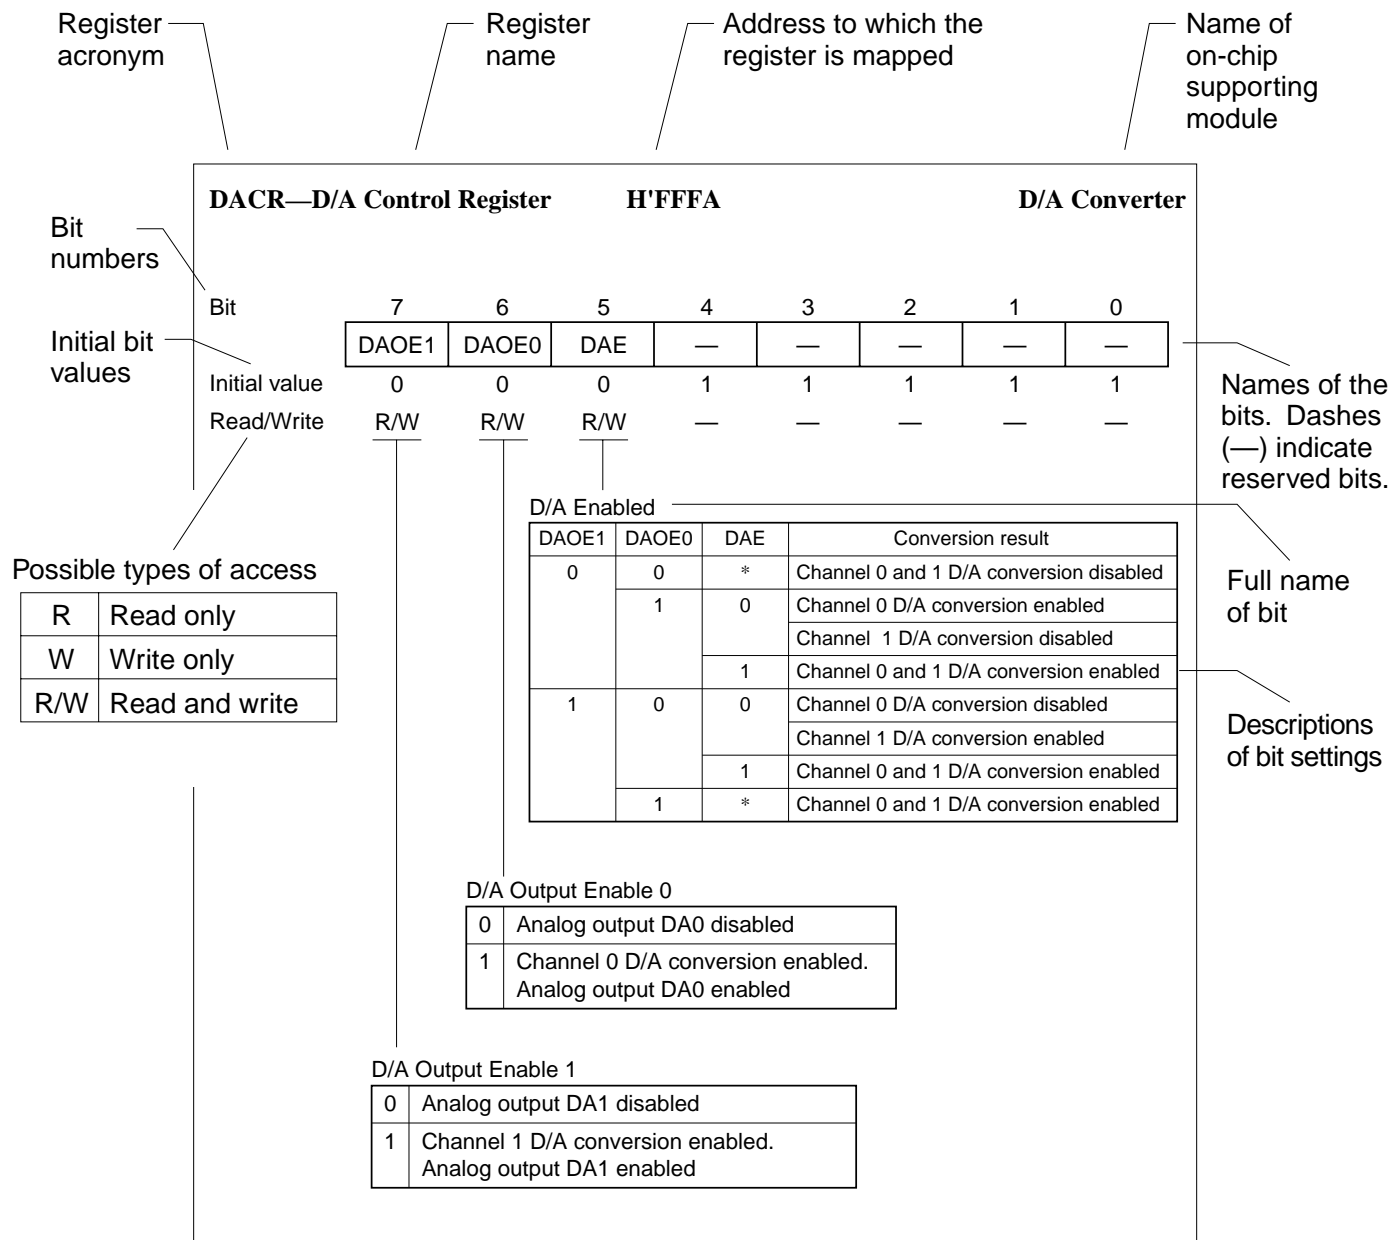 Register
acronym
Register
name
Address to which the
register is mapped
Name of
on-chip
supporting
module
DACR—D/A Control Register H'FFFA D/A Converter
Bit
numbers
Bit 7 6 5 4 3 2 1 0
Initial bit
values
DAOE1 DAOE0 DAE — — — — —
Initial value 0 0 0 1 1 1 1 1
Read/Write R/W R/W R/W — — — — —
Names of the
bits. Dashes
(—) indicate
reserved bits.
D/A Enabled
DAOE1 DAOE0 DAE Conversion result
0 0 * Channel 0 and 1 D/A conversion disabled
1 0 Channel 0 D/A conversion enabled
Channel 1 D/A conversion disabled
1 Channel 0 and 1 D/A conversion enabled
1 0 0 Channel 0 D/A conversion disabled
Channel 1 D/A conversion enabled
1 Channel 0 and 1 D/A conversion enabled
1 * Channel 0 and 1 D/A conversion enabled
Full name
of bit
Descriptions
of bit settings
Possible types of access
R Read only
W Write only
R/W Read and write
D/A Output Enable 0
0 Analog output DA0 disabled
1 Channel 0 D/A conversion enabled.
Analog output DA0 enabled
D/A Output Enable 1
0 Analog output DA1 disabled
1 Channel 1 D/A conversion enabled.
Analog output DA1 enabled